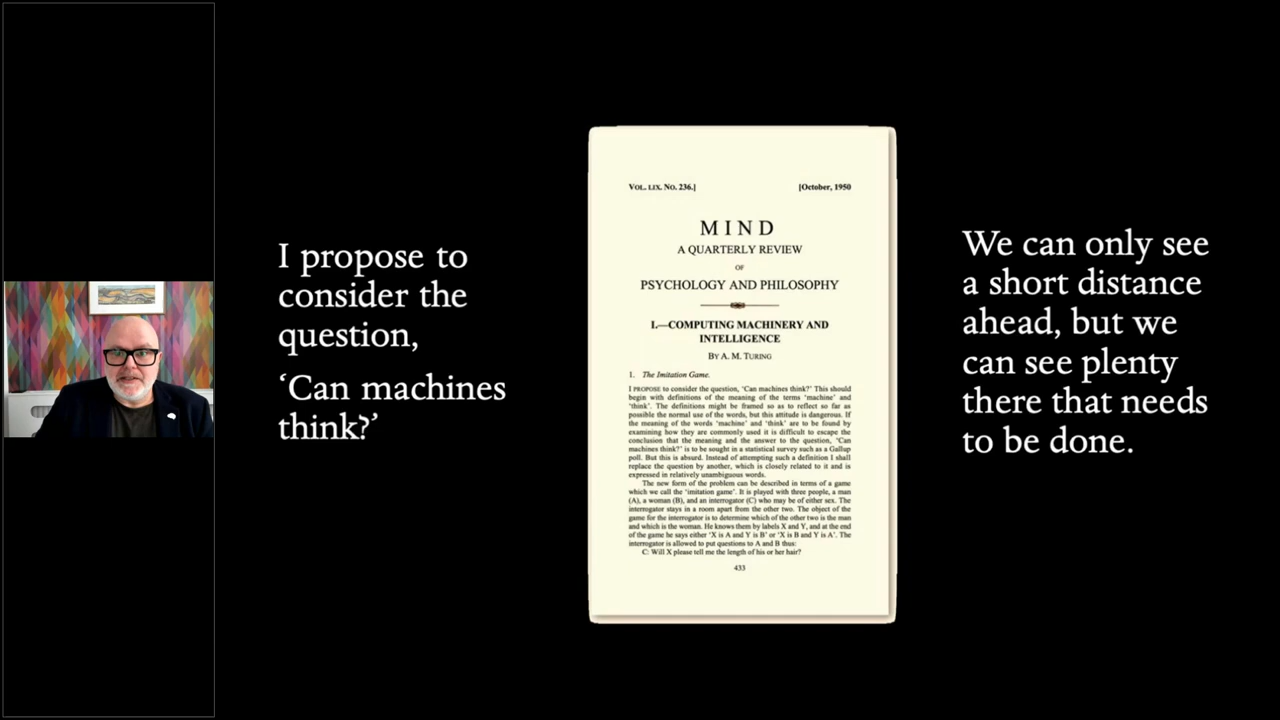 I propose to
consider the
question,
‘Can machines
think?’
VOL. LIX. NO. 236.]
[October, 1950
MIND
A QUARTERLY REVIEW
OF
PSYCHOLOGY AND PHILOSOPHY
I.—COMPUTING MACHINERY AND
INTELLIGENCE
BY A. M. TURING
1. The Imitation Game.
I PROPOSE to consider the question, ‘Can machines think?’ This should
begin with definitions of the meaning of the terms ‘machine’ and
‘think’. The definitions might be framed so as to reflect so far as
possible the normal use of the words, but this attitude is dangerous. If
the meaning of the words ‘machine’ and ‘think’ are to be found by
examining how they are commonly used it is difficult to escape the
conclusion that the meaning and the answer to the question, ‘Can
machines think?’ is to be sought in a statistical survey such as a Gallup
poll. But this is absurd. Instead of attempting such a definition I shall
replace the question by another, which is closely related to it and is
expressed in relatively unambiguous words.
The new form of the problem can be described in terms of a game
which we call the ‘imitation game’. It is played with three people, a man
(A), a woman (B), and an interrogator (C) who may be of either sex. The
interrogator stays in a room apart from the other two. The object of the
game for the interrogator is to determine which of the other two is the man
and which is the woman. He knows them by labels X and Y, and at the end
of the game he says either ‘X is A and Y is B’ or ‘X is B and Y is A’. The
interrogator is allowed to put questions to A and B thus:
C: Will X please tell me the length of his or her hair?
433
We can only see
a short distance
ahead, but we
can see plenty
there that needs
to be done.